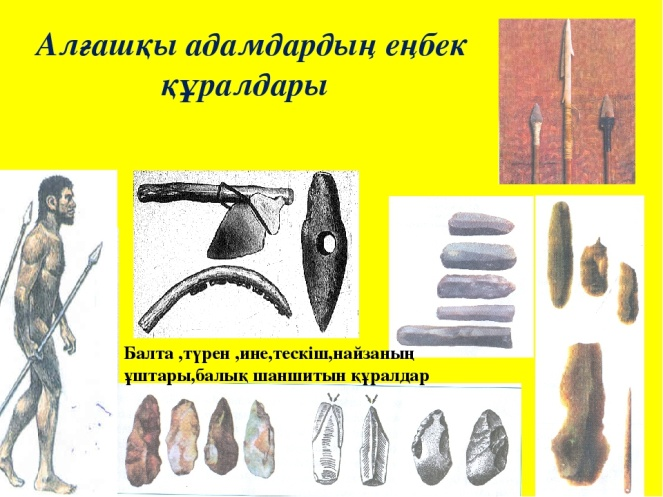 Алғашқы адамдардың еңбек
құралдары
Балта ,түрен ,ине,тескіш,найзаның
ұштары,балық шаншитын құралдар